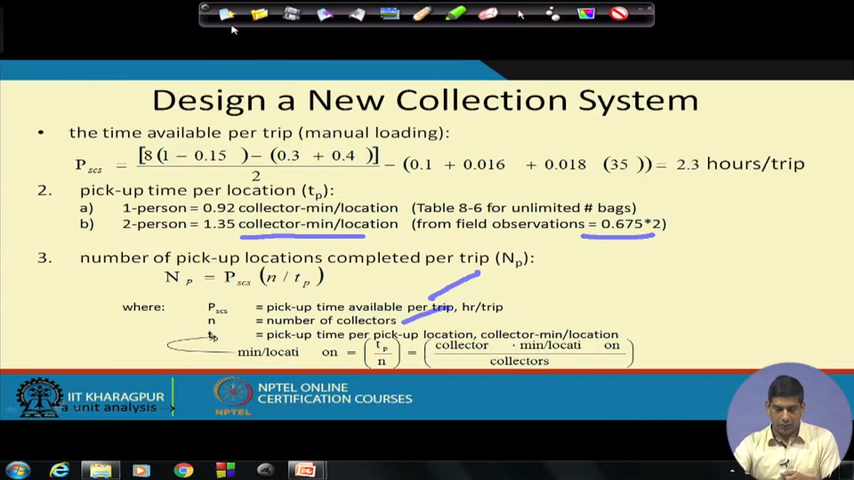 Design a New Collection System
• the time available per trip (manual loading):
P_scs = [8 (1 − 0.15 ) − (0.3 + 0.4 )] / 2 − (0.1 + 0.016 + 0.018 (35 )) = 2.3 hours/trip
2. pick-up time per location (t_p):
a) 1-person = 0.92 collector-min/location (Table 8-6 for unlimited # bags)
b) 2-person = 1.35 collector-min/location (from field observations = 0.675*2)
3. number of pick-up locations completed per trip (N_p):
N_p = P_scs (n / t_p)
where: P_scs = pick-up time available per trip, hr/trip
n = number of collectors
t_p = pick-up time per pick-up location, collector-min/location
min/locati on = (t_p / n) = (collector · min/locati on / collectors)
IIT KHARAGPUR
a unit analysis
NPTEL
NPTEL ONLINE
CERTIFICATION COURSES